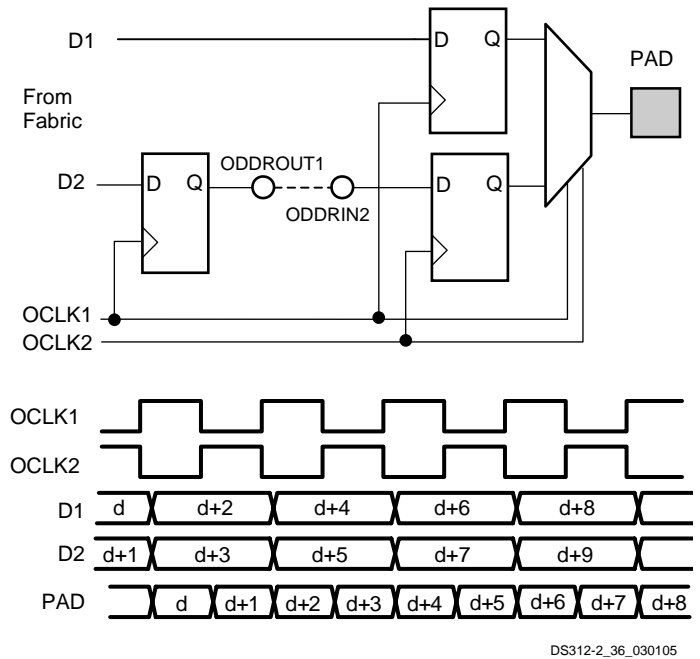 D1
D Q
PAD
From
Fabric
D2
D Q
ODDROUT1
ODDRIN2
D Q
OCLK1
OCLK2
OCLK1
OCLK2
D1 d d+2 d+4 d+6 d+8
D2 d+1 d+3 d+5 d+7 d+9
PAD d d+1 d+2 d+3 d+4 d+5 d+6 d+7 d+8
DS312-2_36_030105